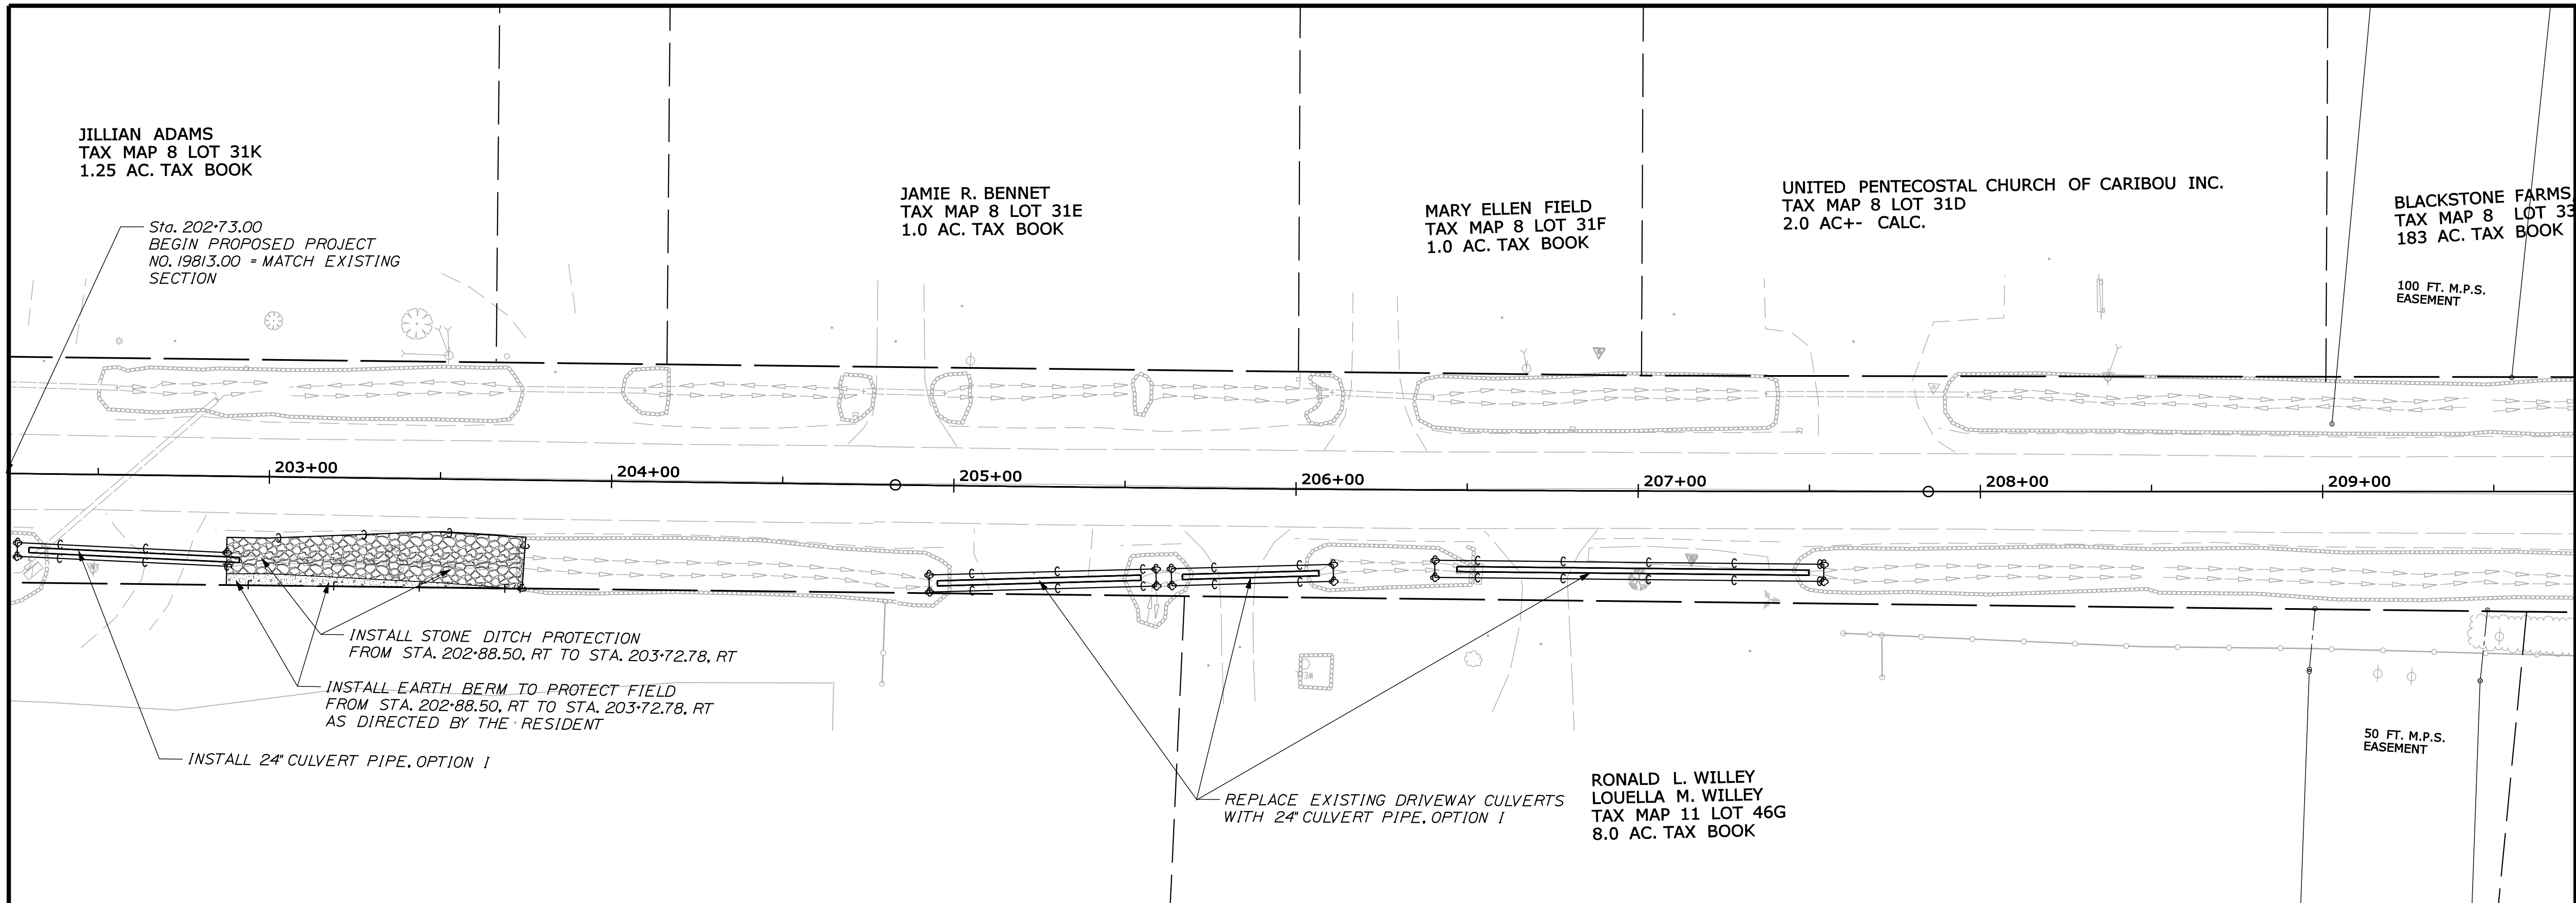 JILLIAN ADAMS
TAX MAP 8 LOT 31K
1.25 AC. TAX BOOK
Sta. 202+73.00
BEGIN PROPOSED PROJECT
NO. 19813.00 = MATCH EXISTING
SECTION
JAMIE R. BENNET
TAX MAP 8 LOT 31E
1.0 AC. TAX BOOK
MARY ELLEN FIELD
TAX MAP 8 LOT 31F
1.0 AC. TAX BOOK
UNITED PENTECOSTAL CHURCH OF CARIBOU INC.
TAX MAP 8 LOT 31D
2.0 AC+- CALC.
BLACKSTONE FARMS,
TAX MAP 8 LOT 33
183 AC. TAX BOOK
100 FT. M.P.S.
EASEMENT
203+00
204+00
205+00
206+00
207+00
208+00
209+00
INSTALL STONE DITCH PROTECTION
FROM STA. 202+88.50, RT TO STA. 203+72.78, RT
INSTALL EARTH BERM TO PROTECT FIELD
FROM STA. 202+88.50, RT TO STA. 203+72.78, RT
AS DIRECTED BY THE RESIDENT
INSTALL 24" CULVERT PIPE, OPTION I
REPLACE EXISTING DRIVEWAY CULVERTS
WITH 24" CULVERT PIPE, OPTION I
RONALD L. WILLEY
LOUELLA M. WILLEY
TAX MAP 11 LOT 46G
8.0 AC. TAX BOOK
50 FT. M.P.S.
EASEMENT